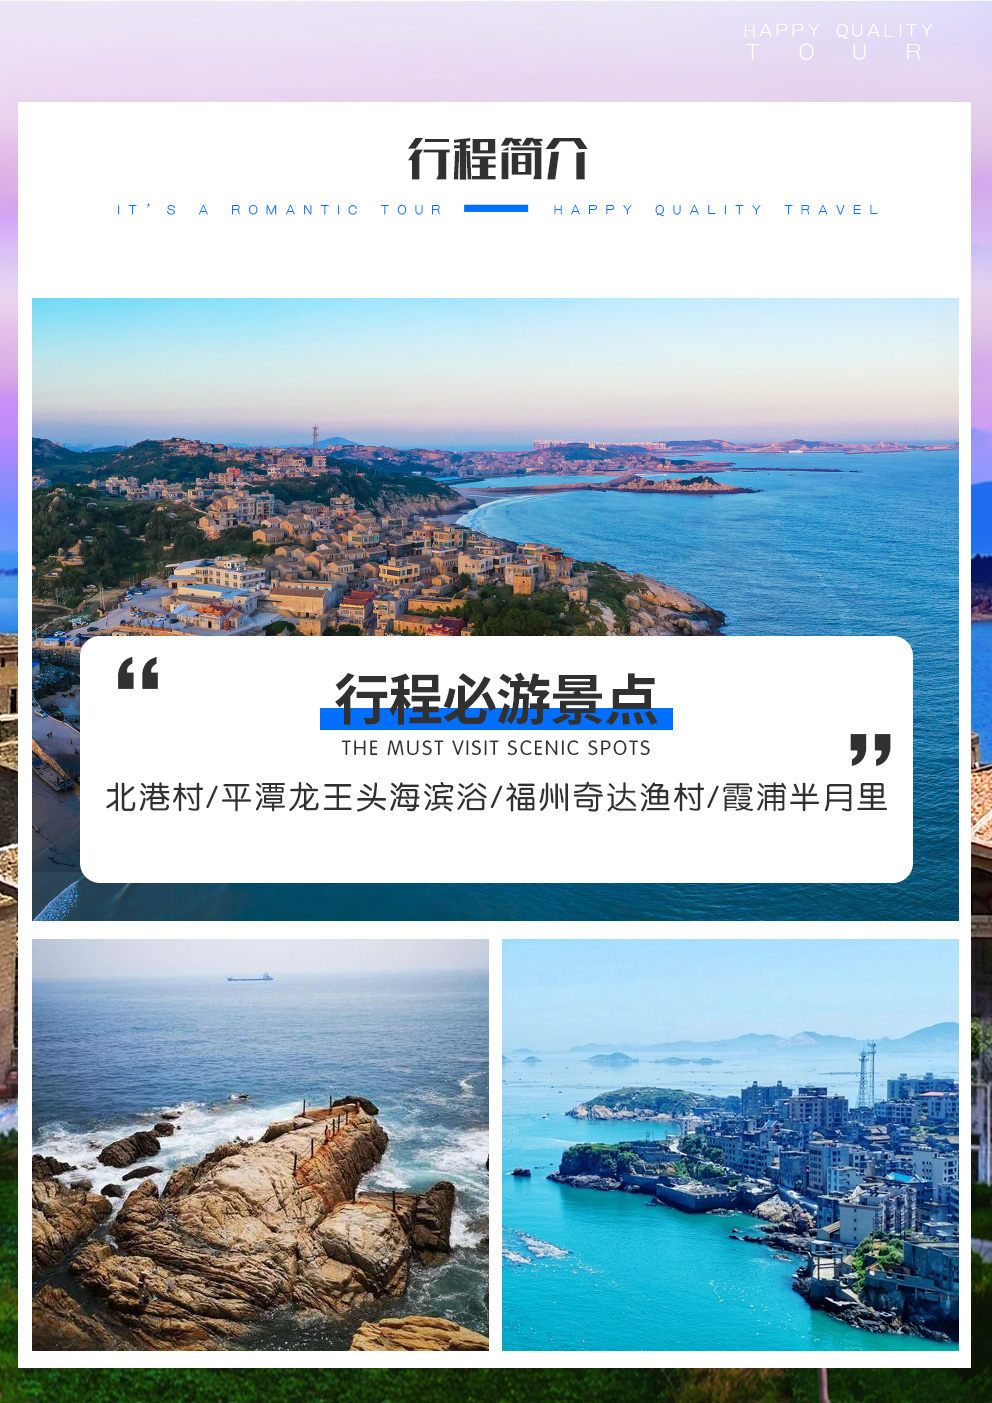 HAPPY QUALITY
TOUR
行程简介
IT'S A ROMANTIC TOUR HAPPY QUALITY TRAVEL
“
行程必游景点
THE MUST VISIT SCENIC SPOTS
”
北港村/平潭龙王头海滨浴/福州奇达渔村/霞浦半月里